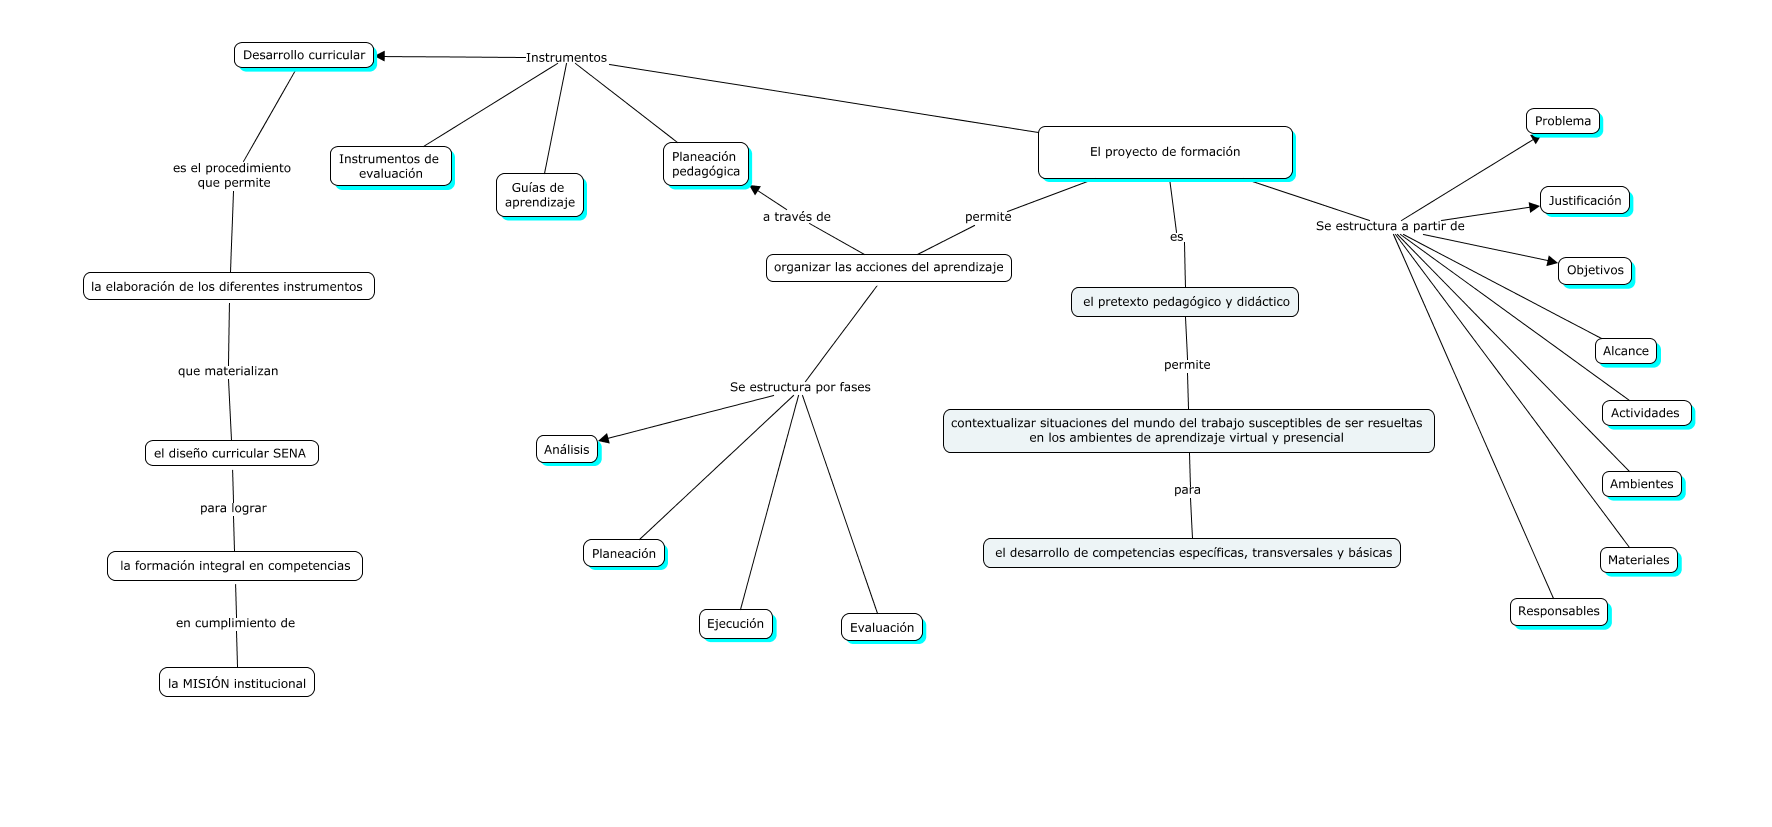 Desarrollo curricular
Instrumentos
Problema
El proyecto de formación
Instrumentos de
evaluación
Planeación
pedagógica
es el procedimiento
que permite
Guías de
aprendizaje
Justificación
a través de
permite
Se estructura a partir de
es
organizar las acciones del aprendizaje
Objetivos
la elaboración de los diferentes instrumentos
el pretexto pedagógico y didáctico
Alcance
permite
que materializan
Se estructura por fases
Actividades
contextualizar situaciones del mundo del trabajo susceptibles de ser resueltas
en los ambientes de aprendizaje virtual y presencial
Análisis
el diseño curricular SENA
Ambientes
para
para lograr
Planeación
el desarrollo de competencias específicas, transversales y básicas
Materiales
la formación integral en competencias
Responsables
en cumplimiento de
Ejecución
Evaluación
la MISIÓN institucional